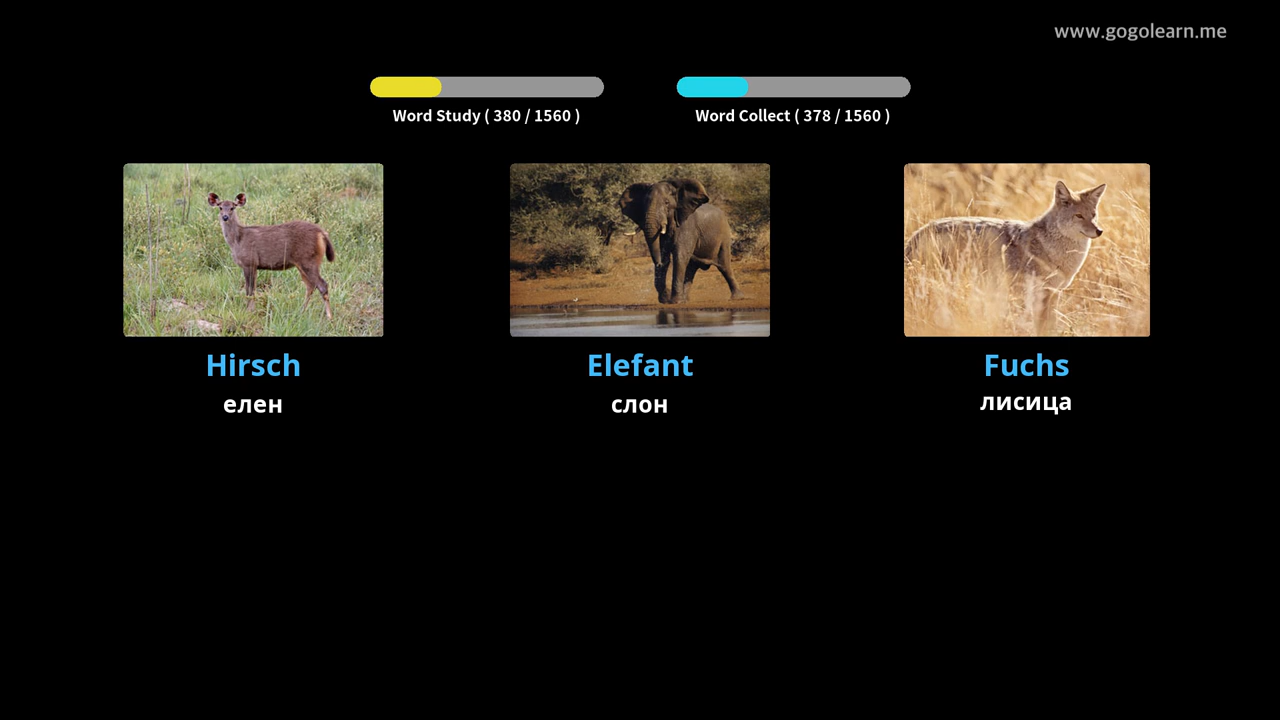 www.gogolearn.me
Word Study ( 380 / 1560 )
Word Collect ( 378 / 1560 )
Hirsch
елен
Elefant
слон
Fuchs
лисица